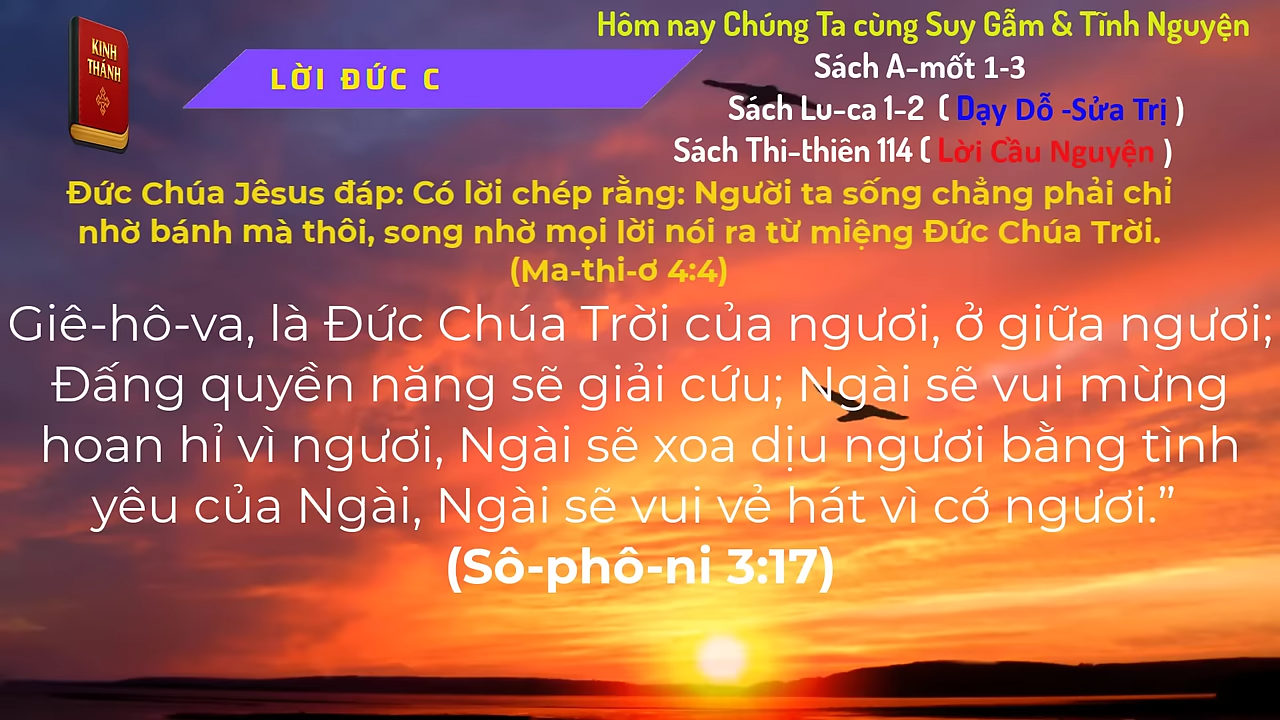 KINH
THÁNH
LỜI ĐỨC C
Hôm nay Chúng Ta cùng Suy Gẫm & Tĩnh Nguyện
Sách A-mốt 1-3
Sách Lu-ca 1-2 ( Dạy Dỗ -Sửa Trị )
Sách Thi-thiên 114 ( Lời Cầu Nguyện )
Đức Chúa Jêsus đáp: Có lời chép rằng: Người ta sống chẳng phải chỉ
nhờ bánh mà thôi, song nhờ mọi lời nói ra từ miệng Đức Chúa Trời.
(Ma-thi-ơ 4:4)
Giê-hô-va, là Đức Chúa Trời của ngươi, ở giữa ngươi;
Đấng quyền năng sẽ giải cứu; Ngài sẽ vui mừng
hoan hỉ vì ngươi, Ngài sẽ xoa dịu ngươi bằng tình
yêu của Ngài, Ngài sẽ vui vẻ hát vì cớ ngươi.”
(Sô-phô-ni 3:17)